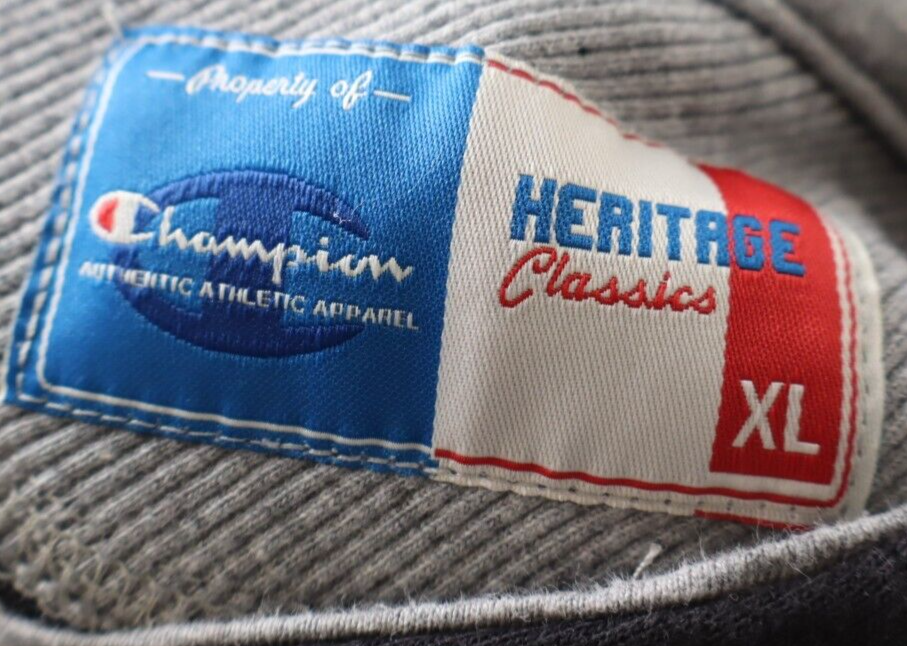 Property of
Champion
AUTHENTIC ATHLETIC APPAREL
HERITAGE
Classics
XL